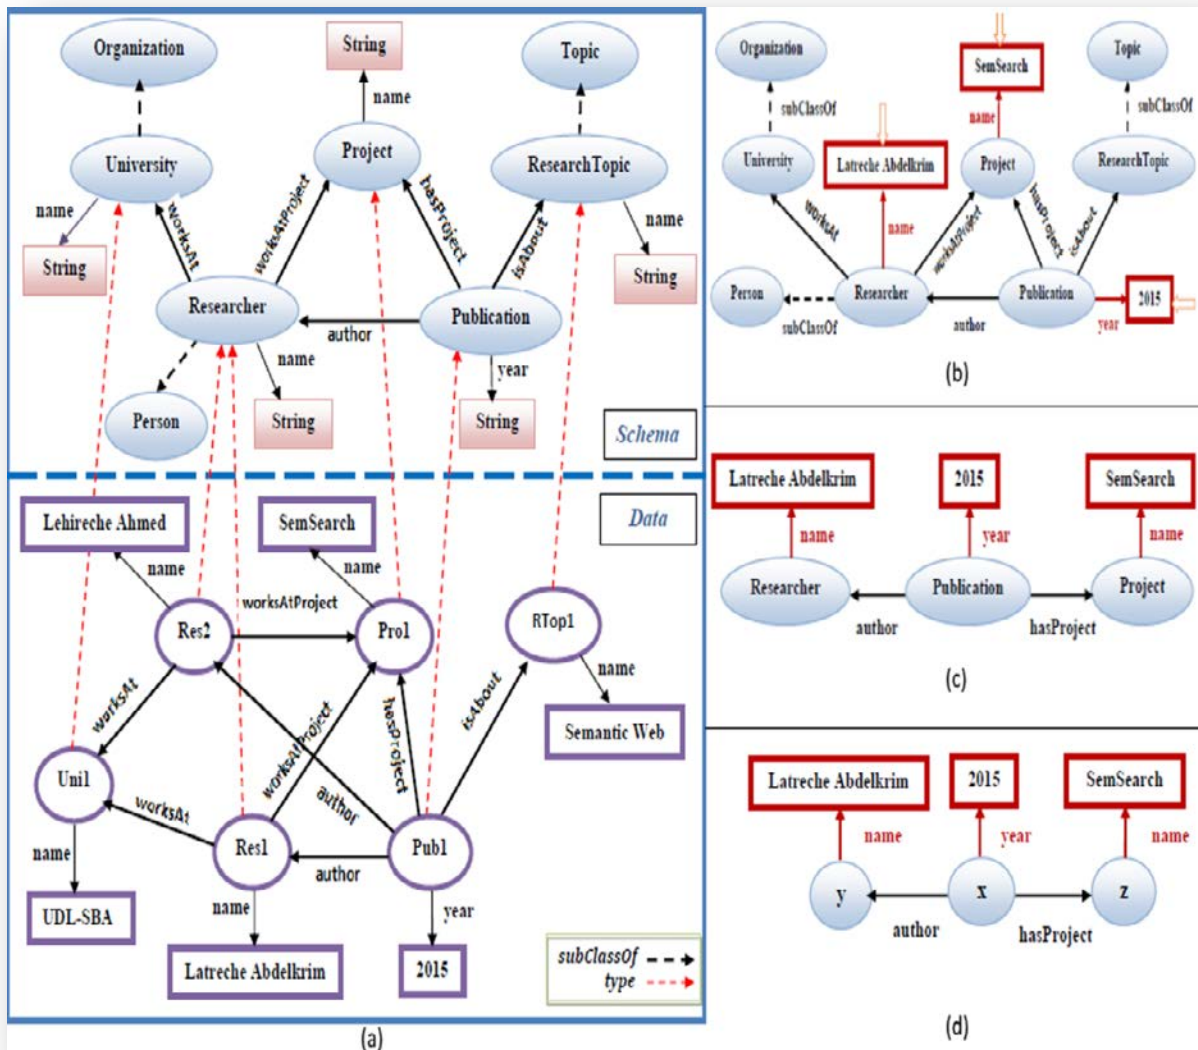 Organization
String
Topic
name
University
Project
ResearchTopic
name
worksAt
worksAtProject
hasProject
isAbout
name
String
String
Researcher
Publication
author
name
year
Person
String
String
Schema
Lehireche Ahmed
SemSearch
Data
name
name
worksAtProject
Res2
Pro1
RTop1
name
worksAt
worksAtProject
hasProject
isAbout
Semantic Web
Uni1
worksAt
author
Res1
Pub1
author
name
name
year
UDL-SBA
Latreche Abdelkrim
2015
subClassOf
type
(a)
Organization
SemSearch
Topic
subClassOf
name
subClassOf
University
Latreche Abdelkrim
Project
ResearchTopic
worksAt
name
worksAtProject
hasProject
isAbout
Person
Researcher
Publication
2015
subClassOf
author
year
(b)
Latreche Abdelkrim
2015
SemSearch
name
year
name
Researcher
Publication
Project
author
hasProject
(c)
Latreche Abdelkrim
2015
SemSearch
name
year
name
y
x
z
author
hasProject
(d)